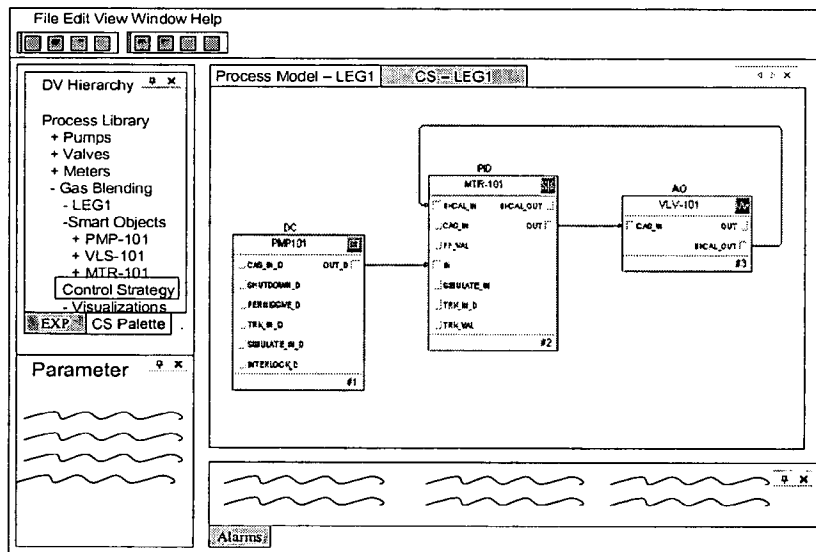 File Edit View Window Help
DV Hierarchy
Process Library
+ Pumps
+ Valves
+ Meters
- Gas Blending
- LEG1
-Smart Objects
+ PMP-101
+ VLS-101
+ MTR-101
Control Strategy
- Visualizations
EXP
CS Palette
Parameter
Process Model – LEG1
CS – LEG1
DC
PMP101
CAS_IN_D OUT_D
SHUTDOWN_D
TRK_IN_D
SIMULATE_IN_D
INTERLOCK_D
#1
PID
MTR-101
BKCAL_IN BKCAL_OUT
CAS_IN OUT
FF_VAL
IN
SIMULATE_IN
TRK_IN_D
TRK_VAL
#2
AO
VLV-101
CAS_IN OUT
BKCAL_OUT
#3
Alarms